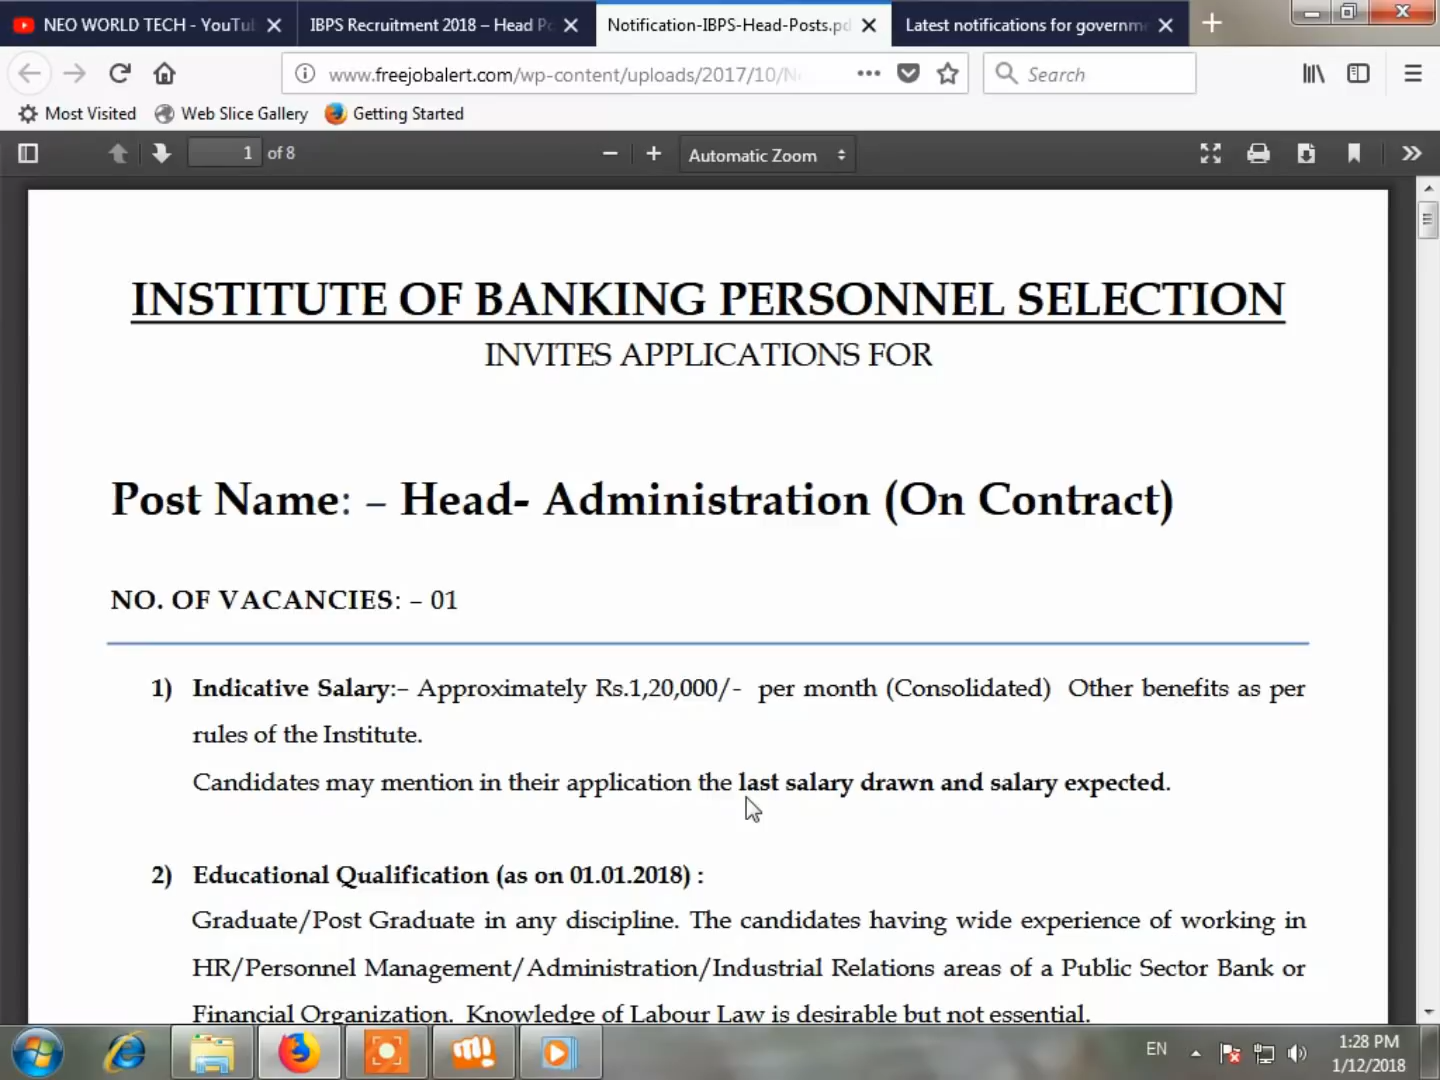 NEO WORLD TECH - YouTu
IBPS Recruitment 2018 – Head Po
Notification-IBPS-Head-Posts.pd
Latest notifications for governme
www.freejobalert.com/wp-content/uploads/2017/10/No
Search
Most Visited
Web Slice Gallery
Getting Started
1 of 8
Automatic Zoom
INSTITUTE OF BANKING PERSONNEL SELECTION
INVITES APPLICATIONS FOR
Post Name: – Head- Administration (On Contract)
NO. OF VACANCIES: – 01
1) Indicative Salary:– Approximately Rs.1,20,000/- per month (Consolidated) Other benefits as per
rules of the Institute.
Candidates may mention in their application the last salary drawn and salary expected.
2) Educational Qualification (as on 01.01.2018) :
Graduate/Post Graduate in any discipline. The candidates having wide experience of working in
HR/Personnel Management/Administration/Industrial Relations areas of a Public Sector Bank or
Financial Organization. Knowledge of Labour Law is desirable but not essential.
EN
1:28 PM
1/12/2018